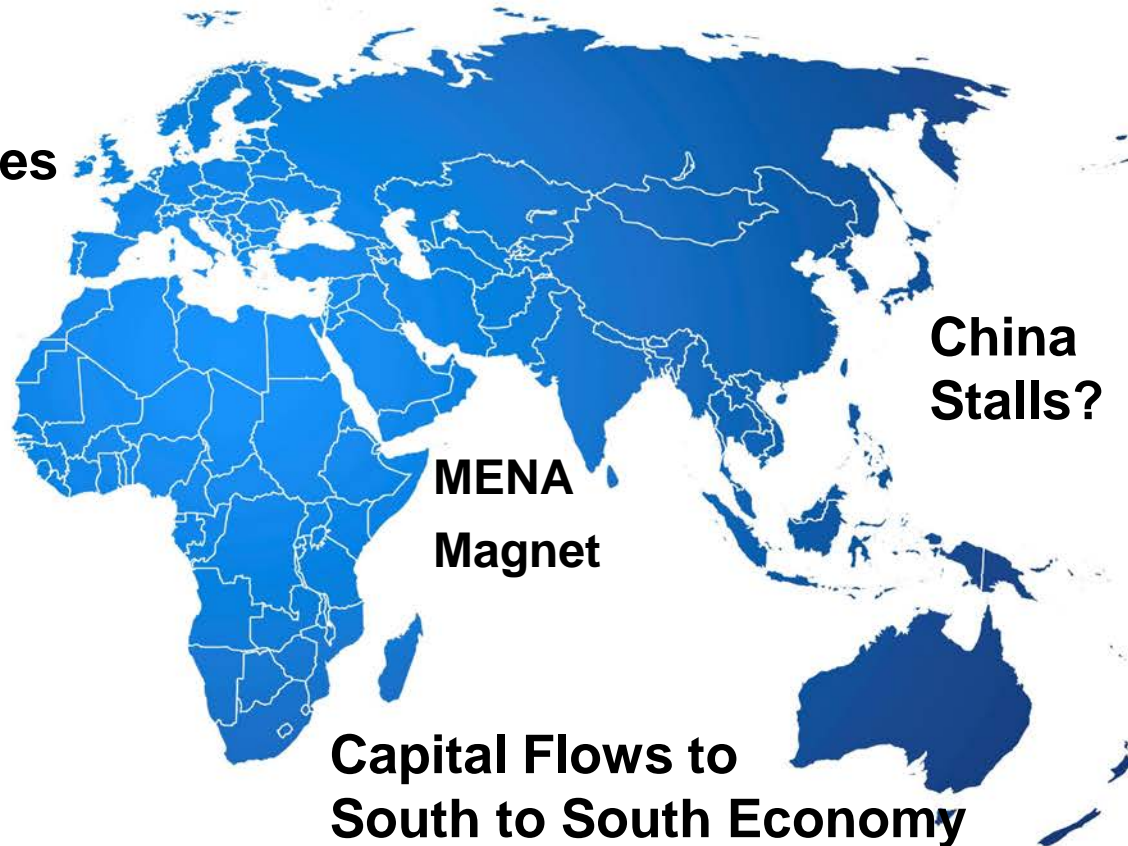 es
China
Stalls?
MENA
Magnet
Capital Flows to
South to South Economy